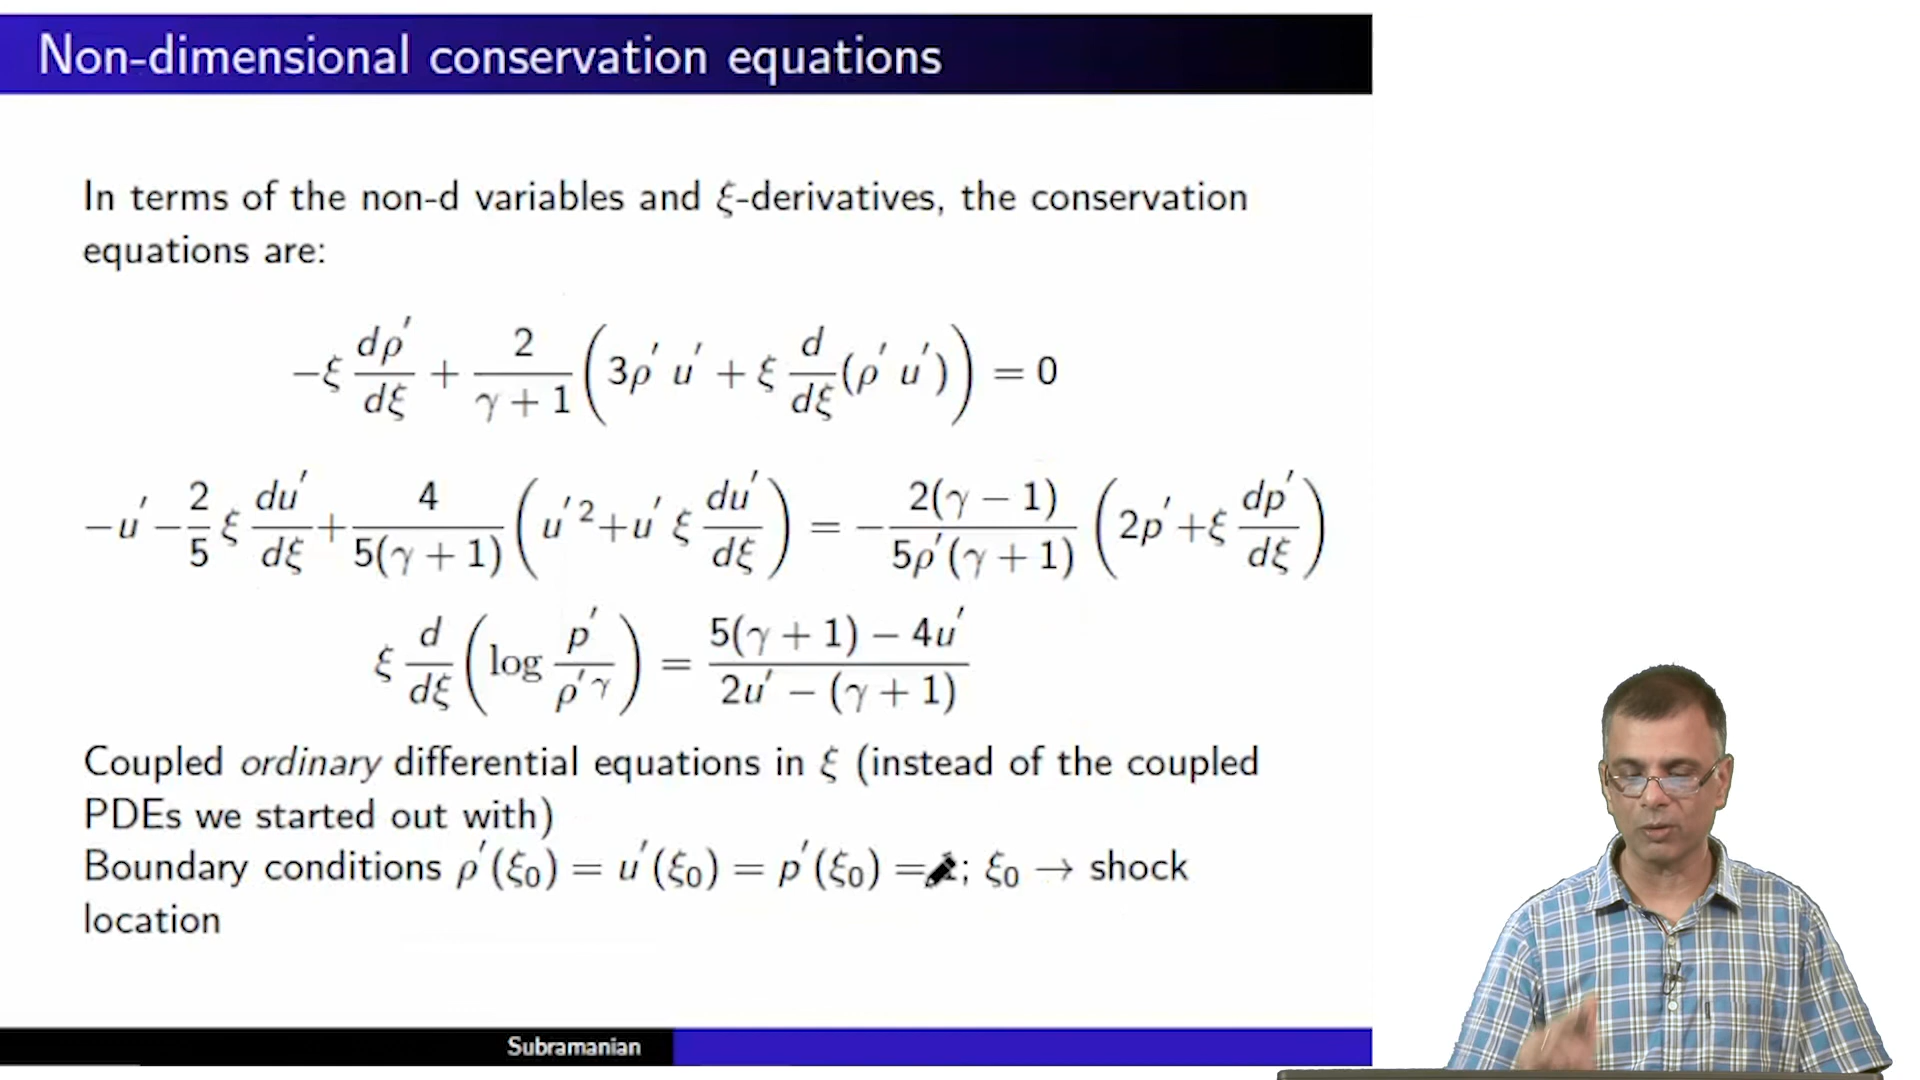 Non-dimensional conservation equations
In terms of the non-d variables and ξ-derivatives, the conservation
equations are:
−ξ dρ′/dξ + 2/(γ + 1) (3ρ′ u′ + ξ d/dξ (ρ′ u′)) = 0
−u′ − 2/5 ξ du′/dξ + 4/(5(γ + 1)) (u′² + u′ ξ du′/dξ) = − 2(γ − 1)/(5ρ′(γ + 1)) (2p′ + ξ dp′/dξ)
ξ d/dξ (log p′/ρ′^γ) = (5(γ + 1) − 4u′)/(2u′ − (γ + 1))
Coupled ordinary differential equations in ξ (instead of the coupled
PDEs we started out with)
Boundary conditions ρ′(ξ₀) = u′(ξ₀) = p′(ξ₀) = ; ξ₀ → shock
location
Subramanian